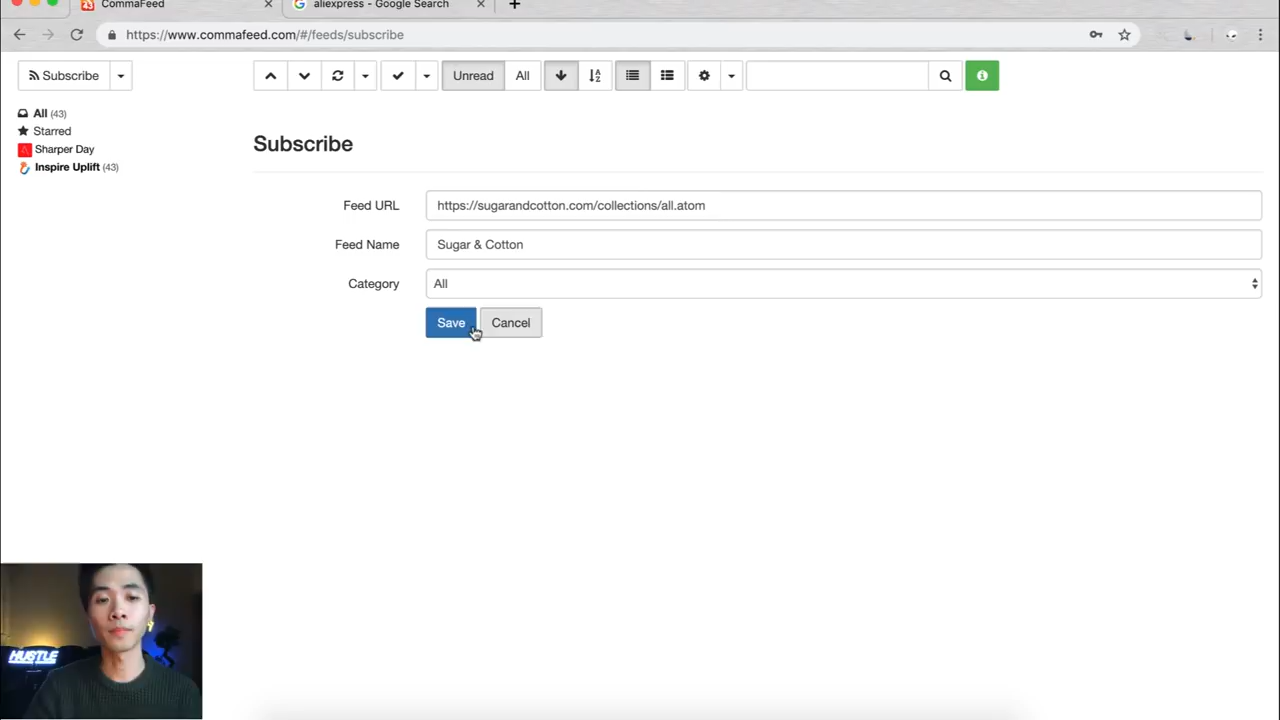 CommaFeed
aliexpress - Google Search
https://www.commafeed.com/#/feeds/subscribe
Subscribe
Unread
All
All (43)
Starred
Sharper Day
Inspire Uplift (43)
Subscribe
Feed URL
https://sugarandcotton.com/collections/all.atom
Feed Name
Sugar & Cotton
Category
All
Save
Cancel
HUSTLE